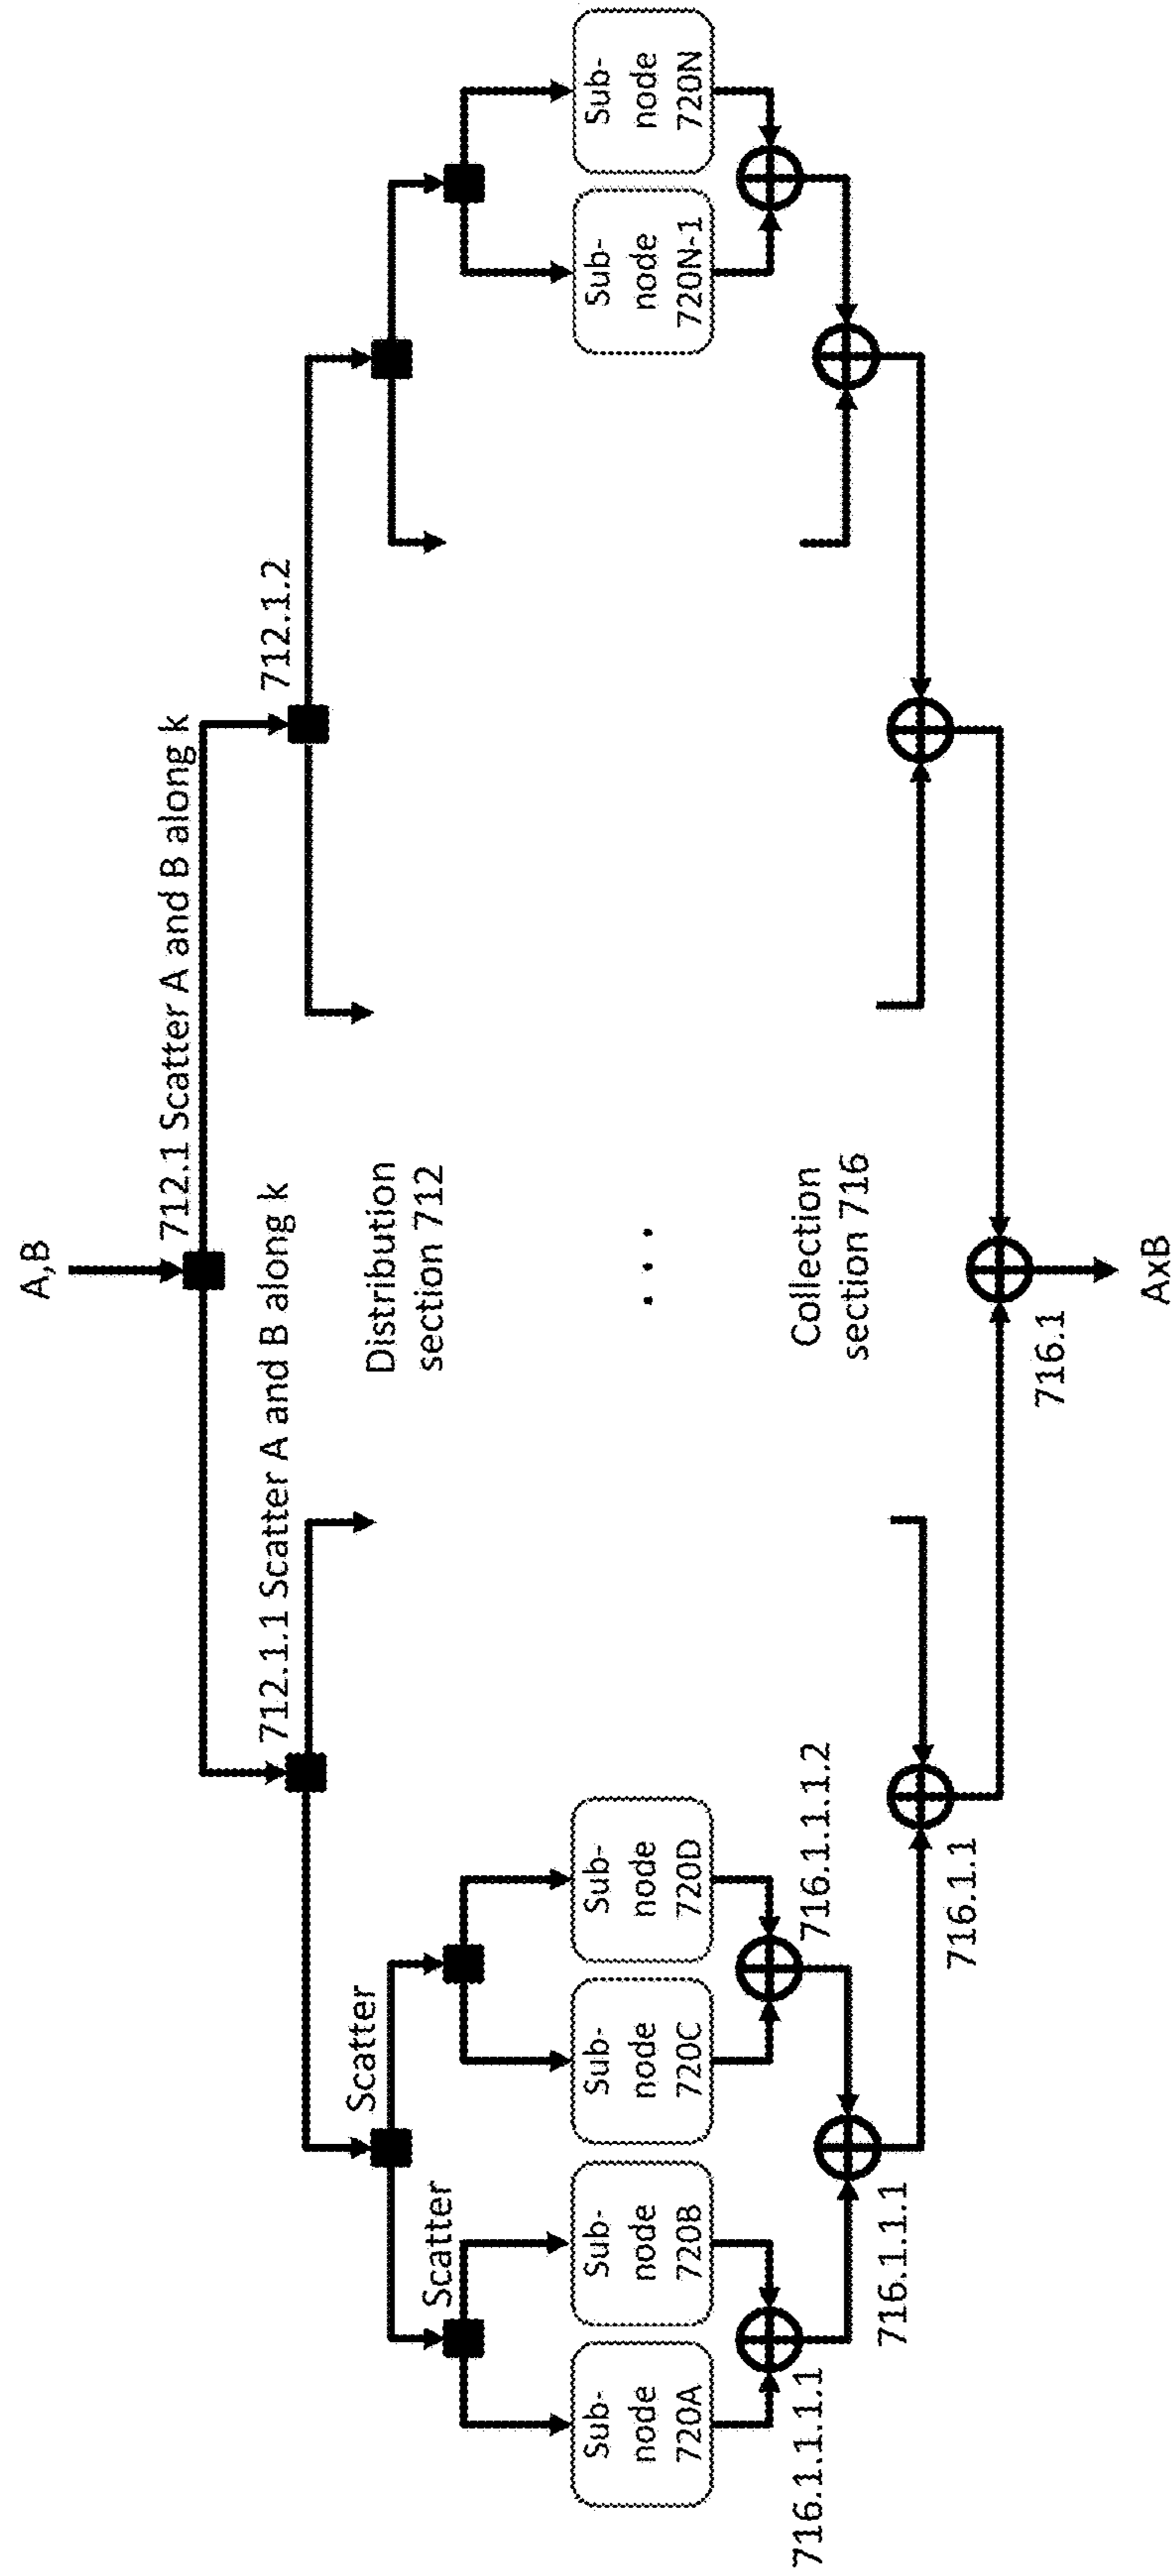 A,B
712.1 Scatter A and B along k
712.1.1 Scatter A and B along k
712.1.2
Scatter
Scatter
Distribution
section 712
Sub-
node
720A
Sub-
node
720B
Sub-
node
720C
Sub-
node
720D
...
Sub-
node
720N-1
Sub-
node
720N
Collection
section 716
716.1.1.1.1
716.1.1.1.2
716.1.1.1
716.1.1
716.1
AxB